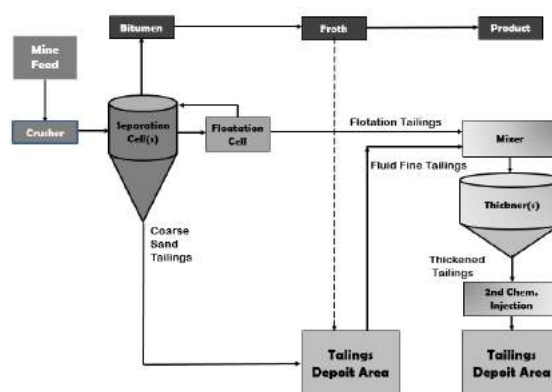 Bitumen
Froth
Product
Mine
Feed
Crusher
Separation
Cell(s)
Floatation
Cell
Flotation Tailings
Mixer
Fluid Fine Tailings
Thickner(s)
Coarse
Sand
Tailings
Thickened
Tailings
2nd Chem.
Injection
Talings
Depoit Area
Tailings
Depoit Area